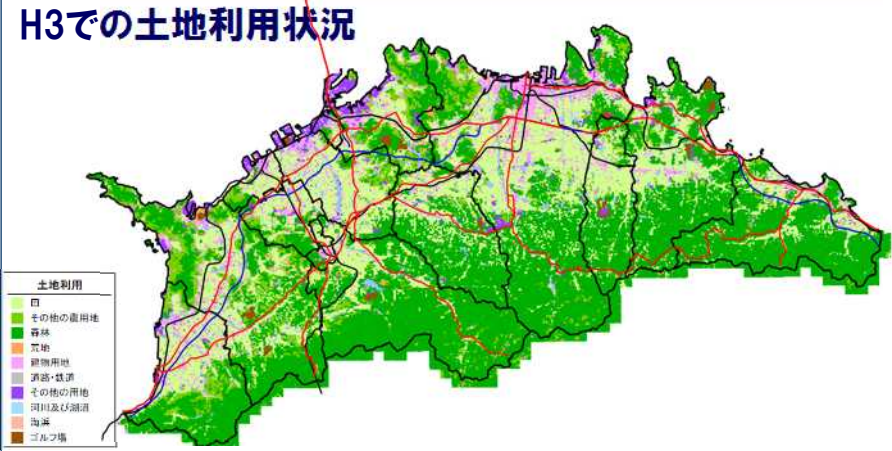 H3での土地利用状況
土地利用
田
その他の農用地
森林
荒地
建物用地
道路・鉄道
その他の用地
河川及び湖沼
海浜
ゴルフ場